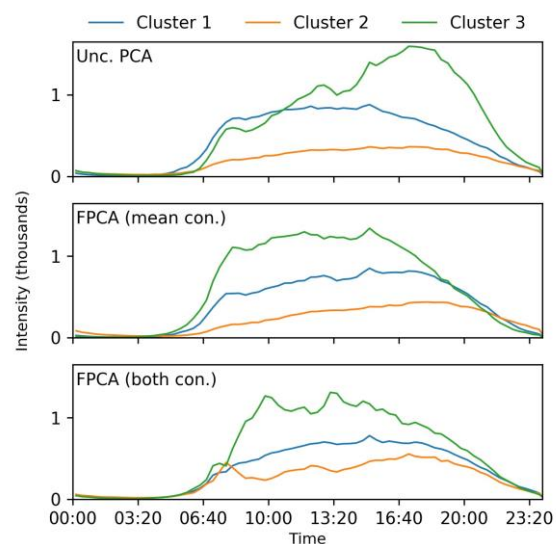 Cluster 1 Cluster 2 Cluster 3
Unc. PCA
1
0
FPCA (mean con.)
1
0
Intensity (thousands)
FPCA (both con.)
1
0
00:00 03:20 06:40 10:00 13:20 16:40 20:00 23:20
Time